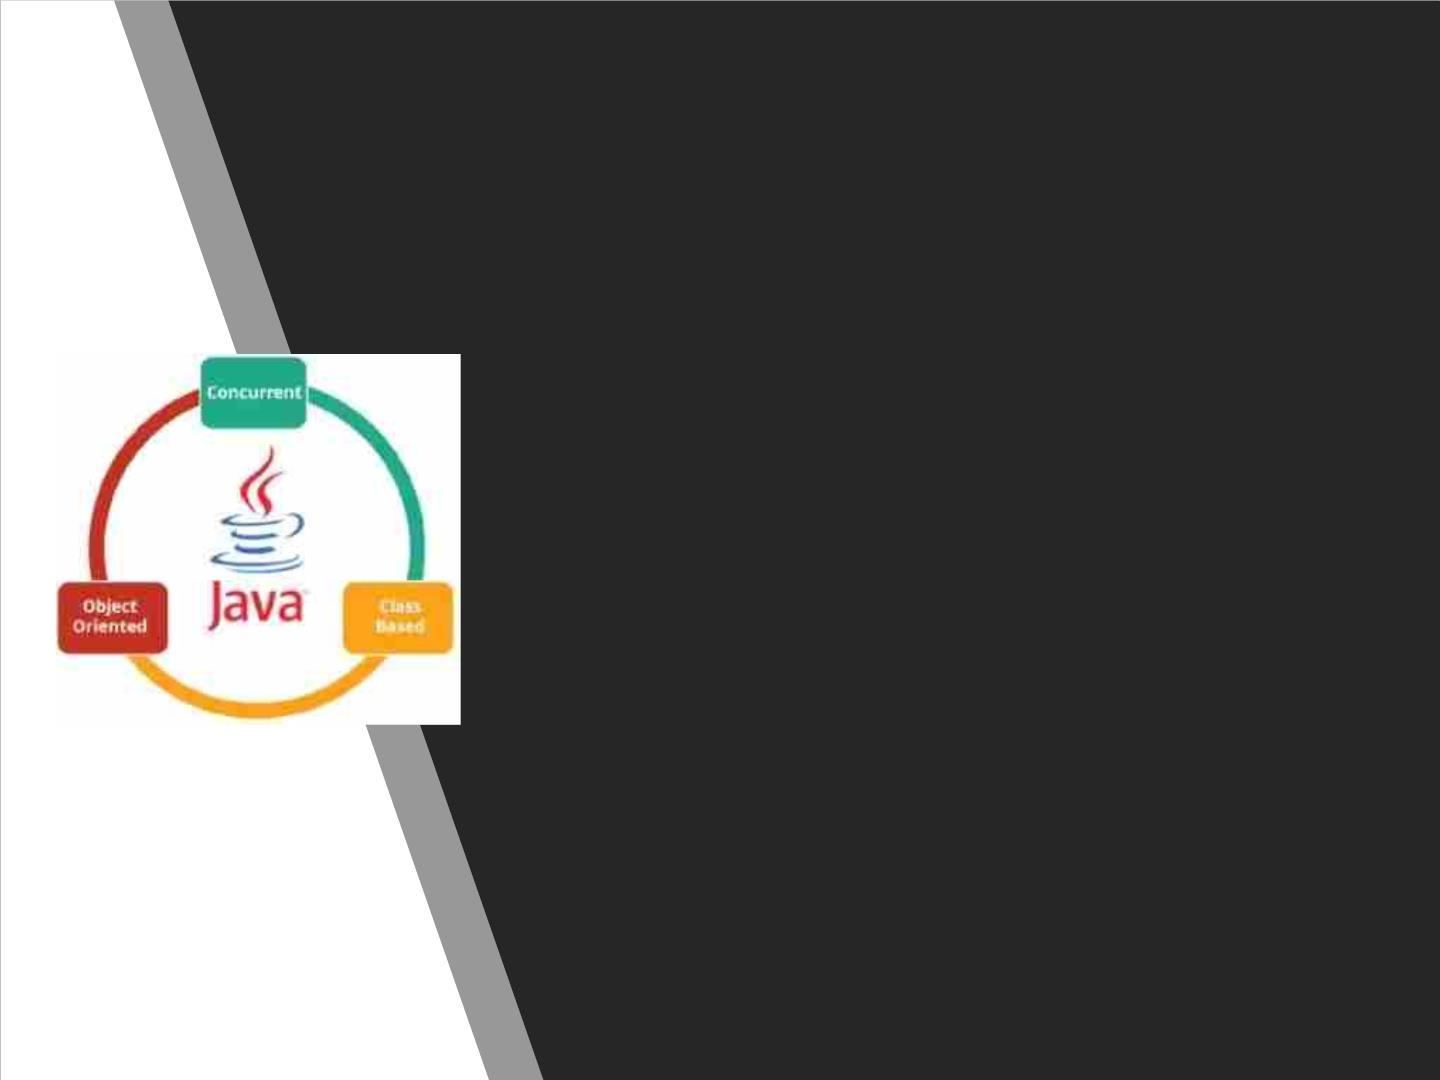 Concurrent
Java
Object
Oriented
Class
Based